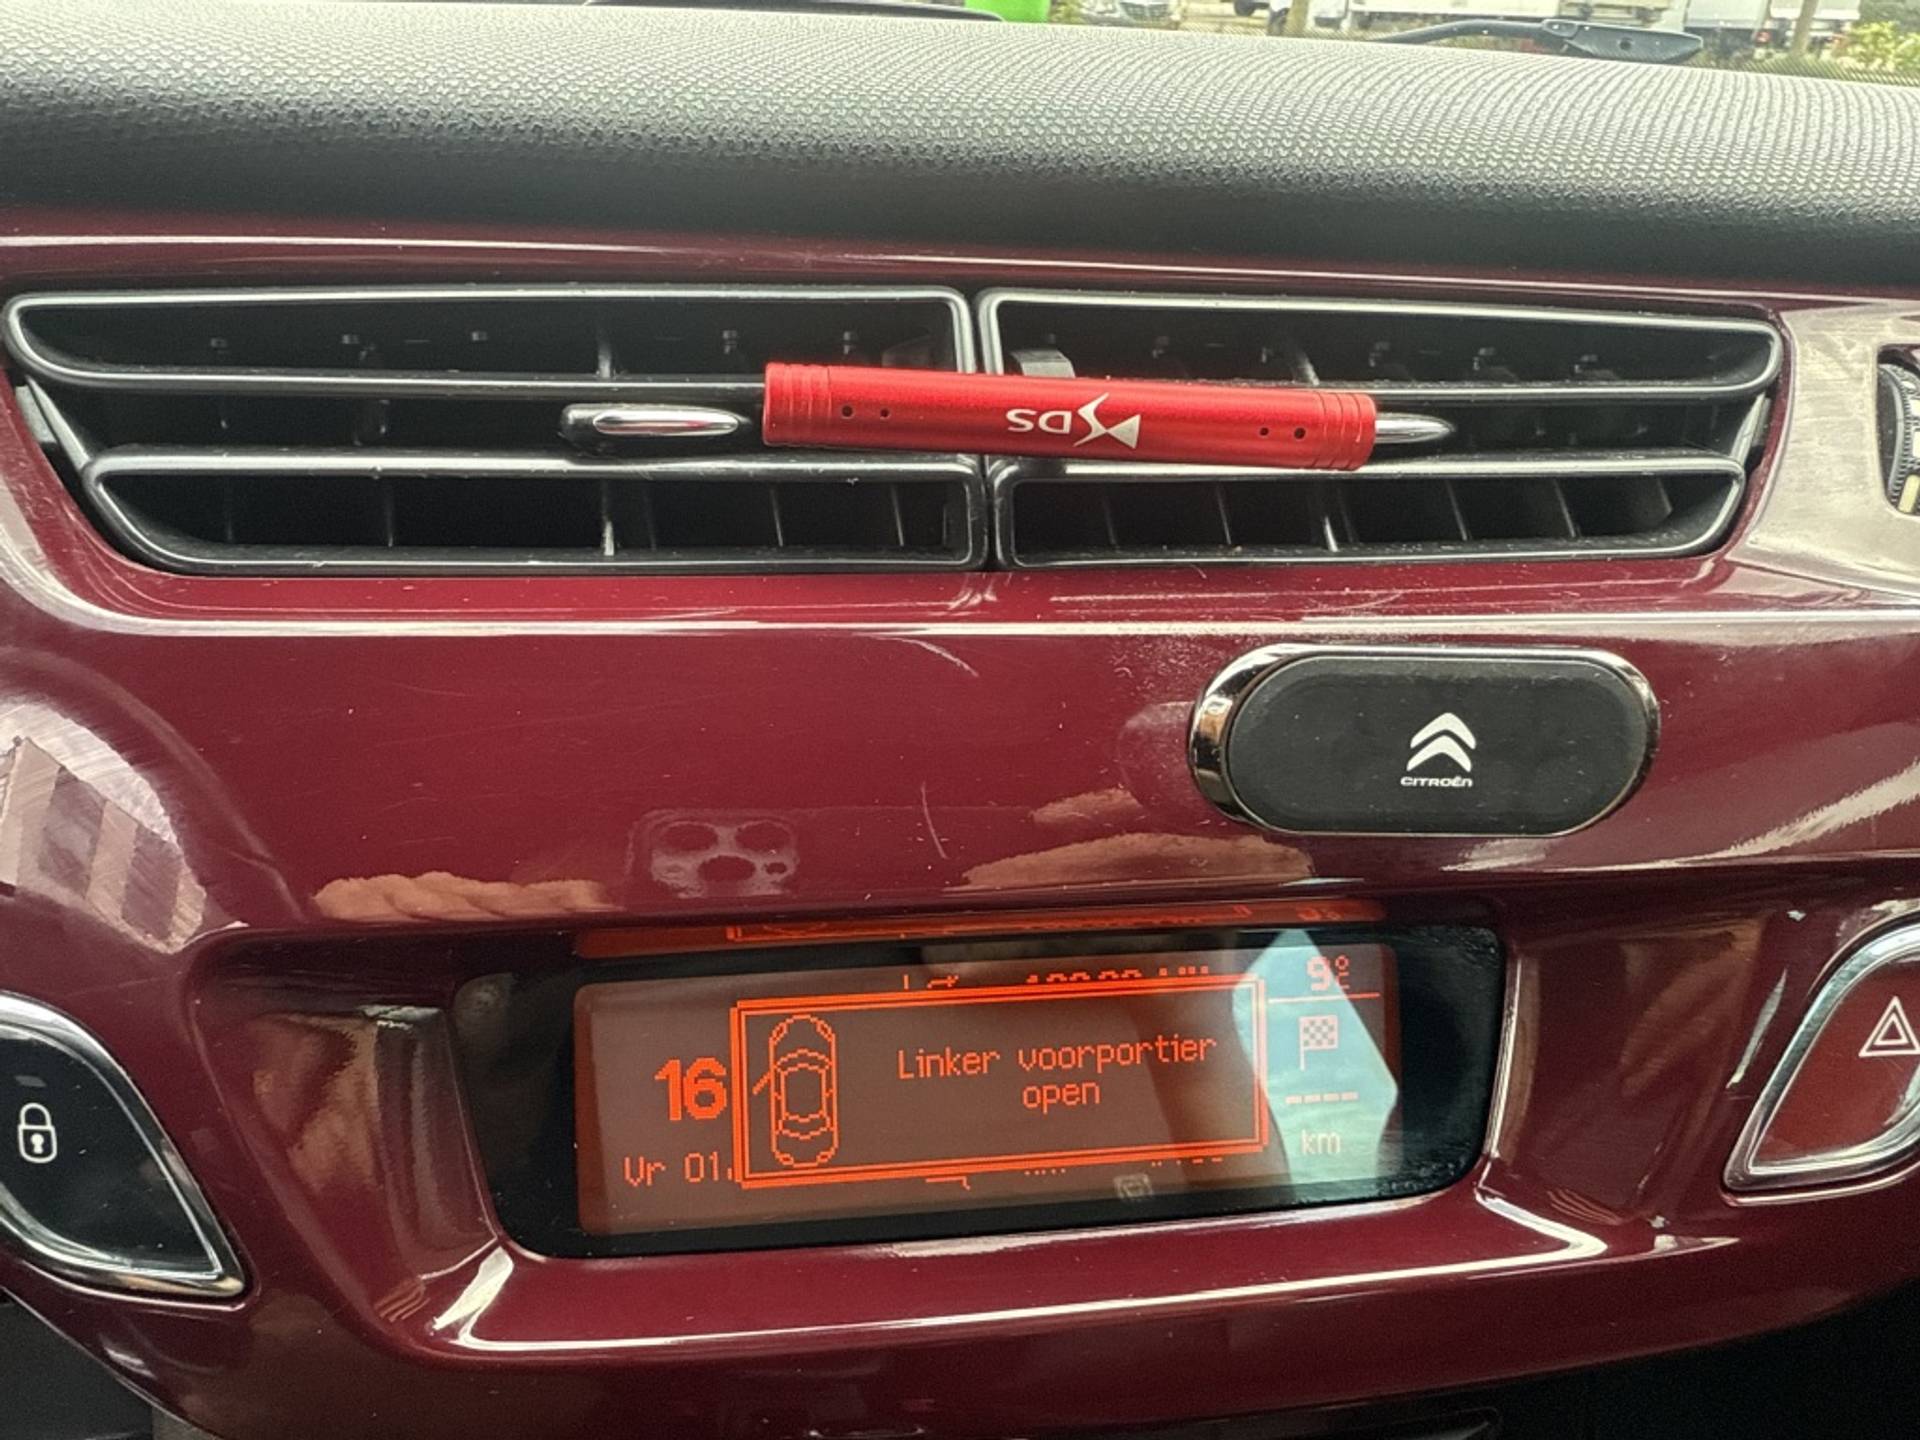 DS
CITROËN
9°C
Linker voorportier
open
16
Vr 01.
----
km